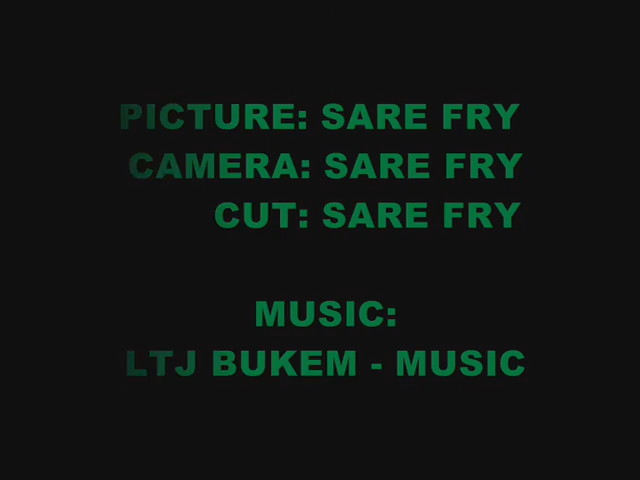 PICTURE: SARE FRY
CAMERA: SARE FRY
CUT: SARE FRY
MUSIC:
LTJ BUKEM - MUSIC